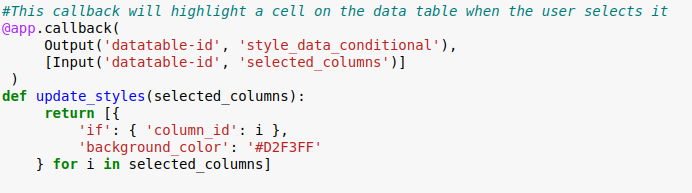 #This callback will highlight a cell on the data table when the user selects it
@app.callback(
     Output('datatable-id', 'style_data_conditional'),
     [Input('datatable-id', 'selected_columns')]
 )
def update_styles(selected_columns):
     return [{
         'if': { 'column_id': i },
         'background_color': '#D2F3FF'
    } for i in selected_columns]